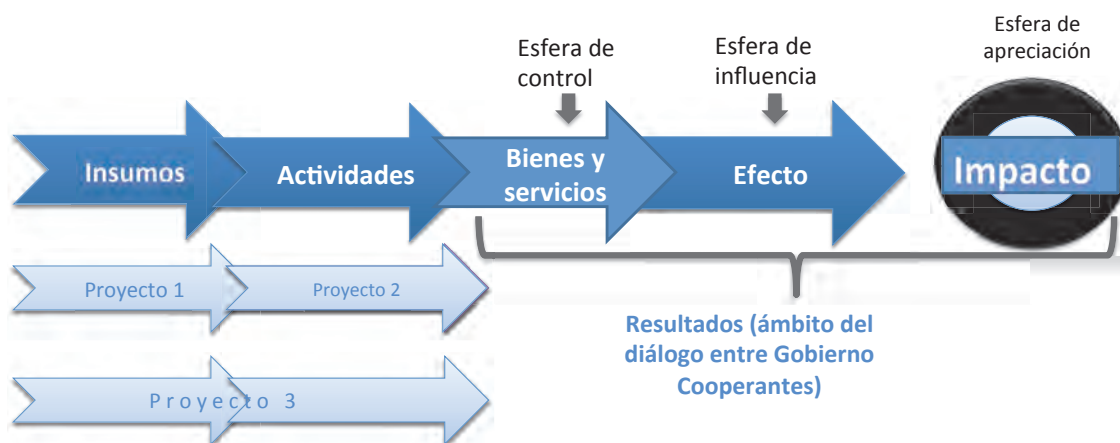 Esfera de
control
Esfera de
influencia
Esfera de
apreciación
Insumos
Actividades
Bienes y
servicios
Efecto
Impacto
Proyecto 1
Proyecto 2
Resultados (ámbito del
diálogo entre Gobierno
Cooperantes)
Proyecto 3